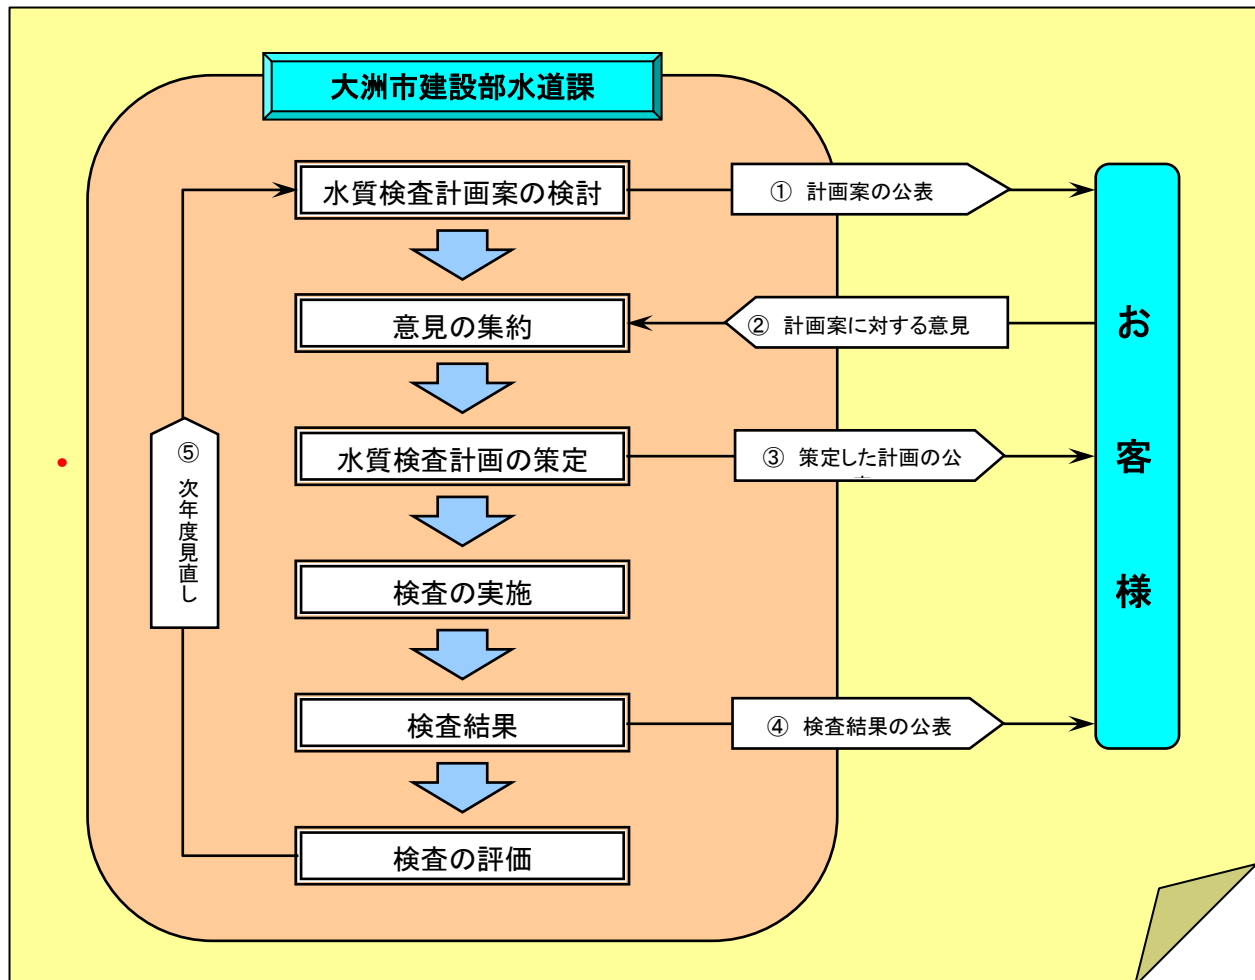 大洲市建設部水道課
水質検査計画案の検討
① 計画案の公表
意見の集約
② 計画案に対する意見
水質検査計画の策定
③ 策定した計画の公
検査の実施
検査結果
④ 検査結果の公表
検査の評価
⑤ 次年度見直し
お客様